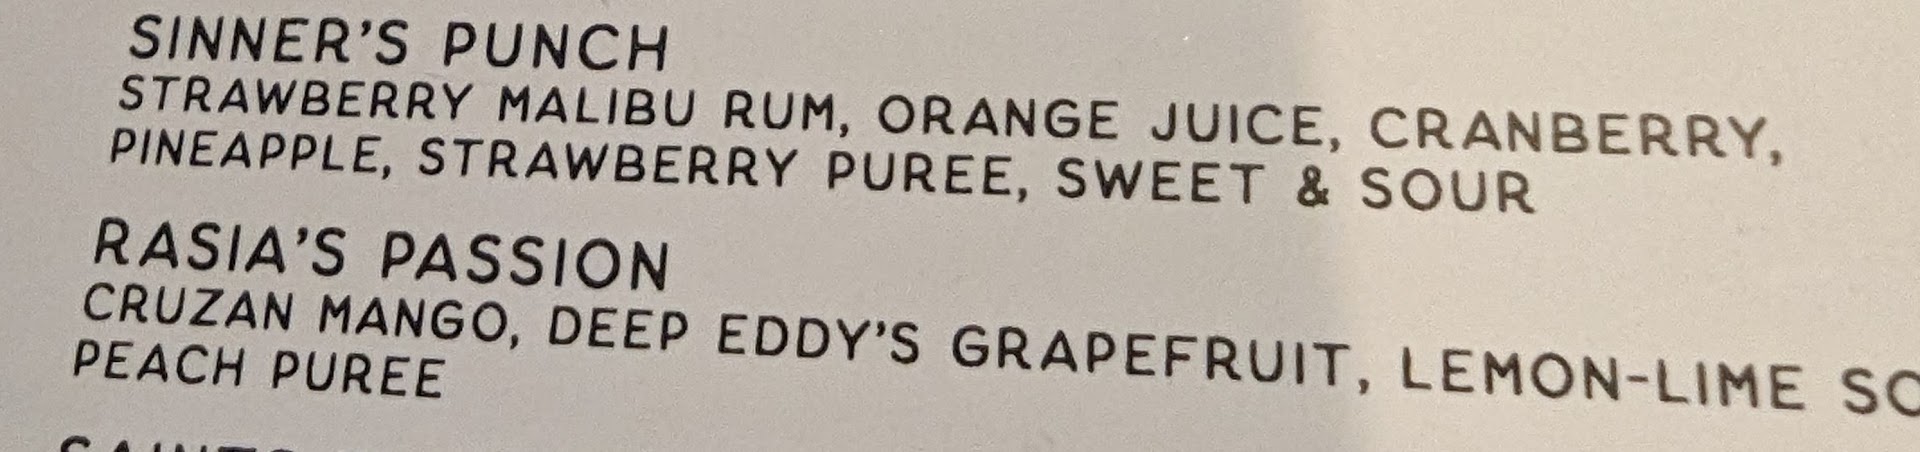 SINNER'S PUNCH
STRAWBERRY MALIBU RUM, ORANGE JUICE, CRANBERRY,
PINEAPPLE, STRAWBERRY PUREE, SWEET & SOUR
RASIA'S PASSION
CRUZAN MANGO, DEEP EDDY'S GRAPEFRUIT, LEMON-LIME
PEACH PUREE